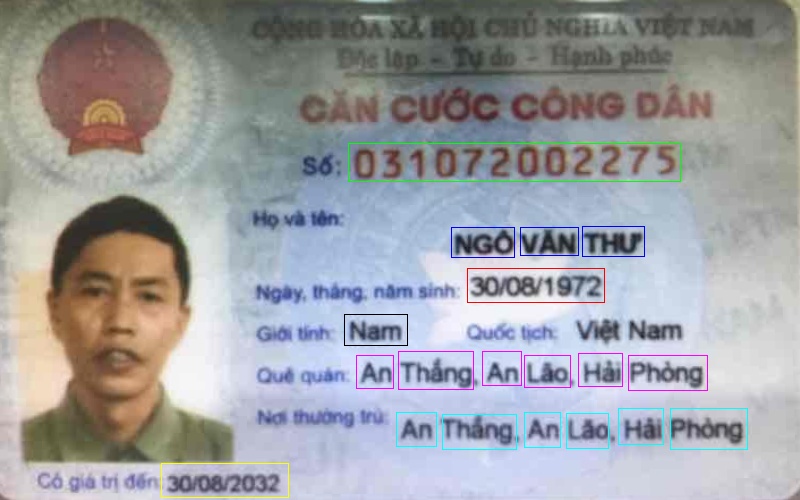 CỘNG HÒA XÃ HỘI CHỦ NGHĨA VIỆT NAM
Độc lập - Tự do - Hạnh phúc
CĂN CƯỚC CÔNG DÂN
Số: 031072002275
Họ và tên:
NGÔ VĂN THƯ
Ngày, tháng, năm sinh: 30/08/1972
Giới tính: Nam Quốc tịch: Việt Nam
Quê quán: An Thắng, An Lão, Hải Phòng
Nơi thường trú: An Thắng, An Lão, Hải Phòng
Có giá trị đến: 30/08/2032